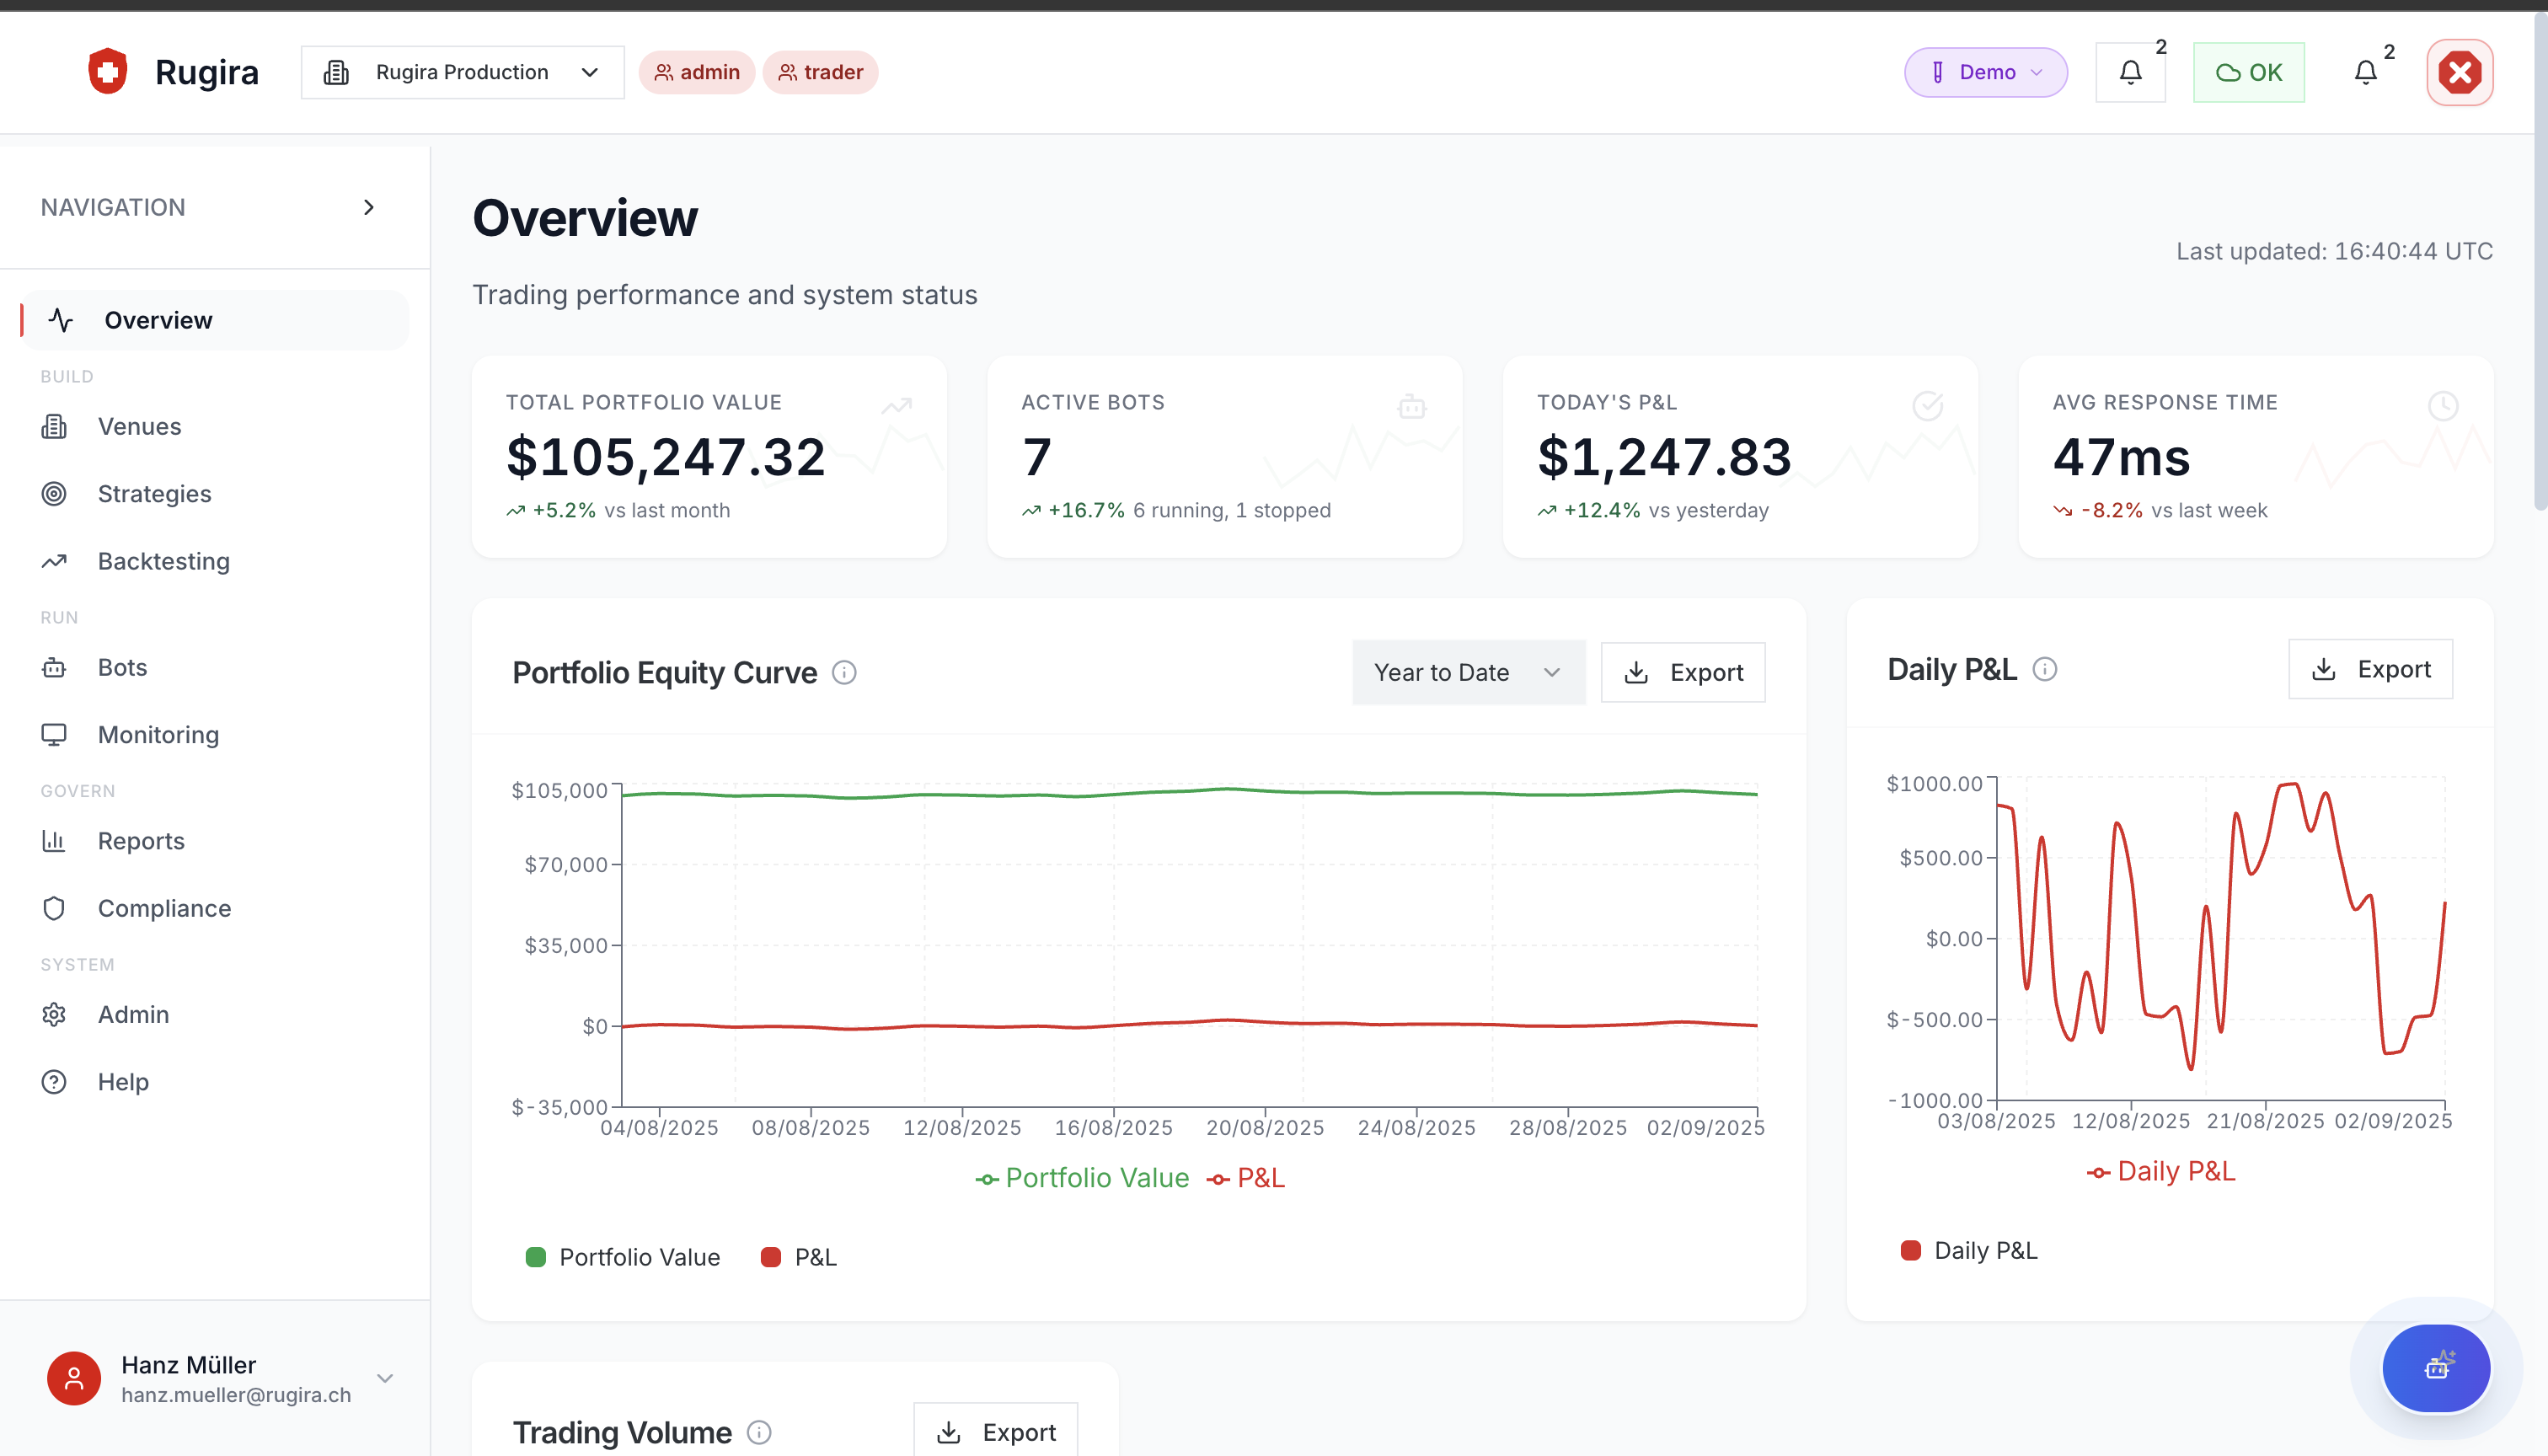 Rugira
Rugira Production
admin
trader
Demo
2
OK
2
NAVIGATION
Overview
BUILD
Venues
Strategies
Backtesting
RUN
Bots
Monitoring
GOVERN
Reports
Compliance
SYSTEM
Admin
Help
Hanz Müller
hanz.mueller@rugira.ch
Overview
Trading performance and system status
Last updated: 16:40:44 UTC
TOTAL PORTFOLIO VALUE
$105,247.32
+5.2% vs last month
ACTIVE BOTS
7
+16.7% 6 running, 1 stopped
TODAY'S P&L
$1,247.83
+12.4% vs yesterday
AVG RESPONSE TIME
47ms
-8.2% vs last week
Portfolio Equity Curve
Year to Date
Export
$105,000
$70,000
$35,000
$0
$-35,000
04/08/2025 08/08/2025 12/08/2025 16/08/2025 20/08/2025 24/08/2025 28/08/2025 02/09/2025
Portfolio Value P&L
Portfolio Value P&L
Daily P&L
Export
$1000.00
$500.00
$0.00
$-500.00
-1000.00
03/08/2025 12/08/2025 21/08/2025 02/09/2025
Daily P&L
Daily P&L
Trading Volume
Export